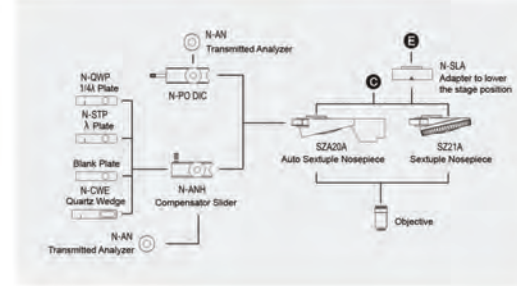 N-AN
Transmitted Analyzer
E
N-SLA
Adapter to lower
the stage position
N-QWP
1/4λ Plate
N-PO DIC
C
N-STP
λ Plate
SZA20A
Auto Sextuple Nosepiece
SZ21A
Sextuple Nosepiece
Blank Plate
N-CWE
Quartz Wedge
N-ANH
Compensator Slider
Objective
N-AN
Transmitted Analyzer